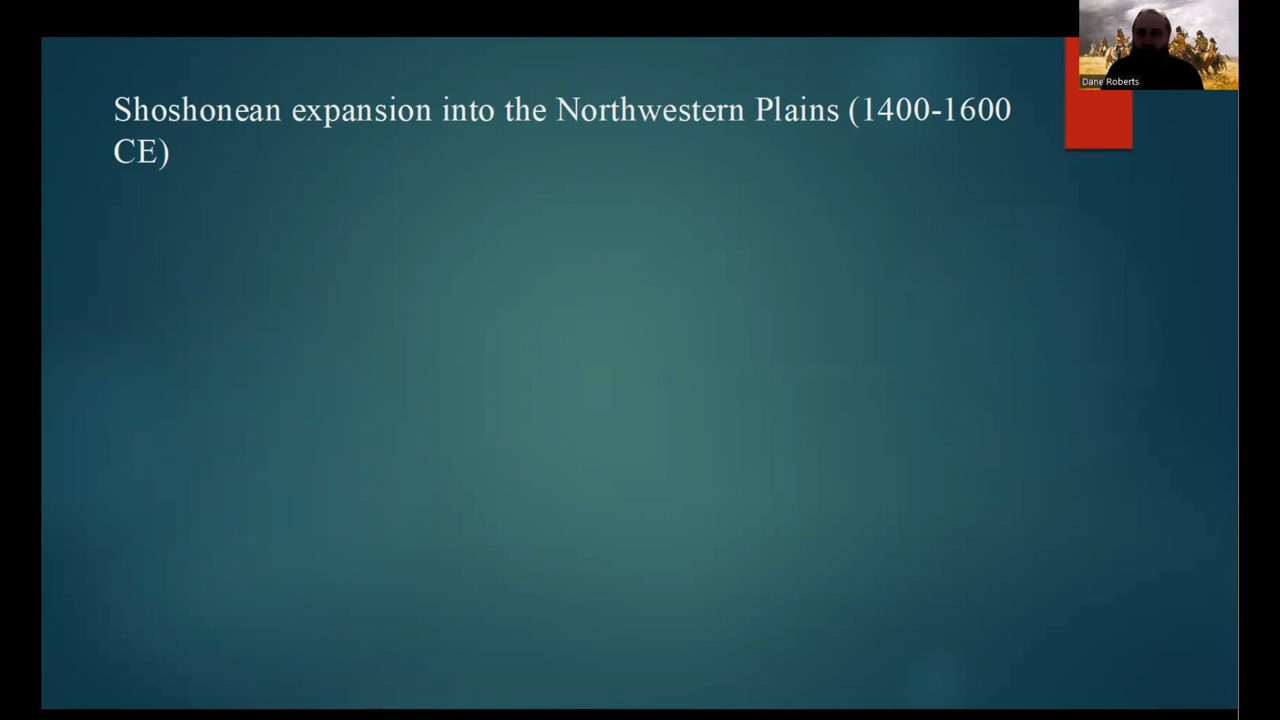 Shoshonean expansion into the Northwestern Plains (1400-1600
CE)
Dane Roberts